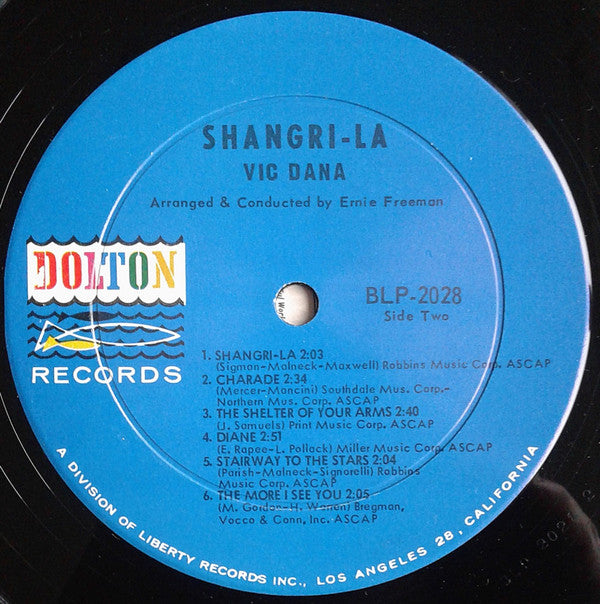 SHANGRI-LA
VIC DANA
Arranged & Conducted by Ernie Freeman
DOLTON
RECORDS
BLP-2028
Side Two
1. SHANGRI-LA 2:03
(Sigman-Malneck-Maxwell) Robbins Music Corp. ASCAP
2. CHARADE 2:34
(Mercer-Mancini) Southdale Mus. Corp.-
Northern Mus. Corp. ASCAP
3. THE SHELTER OF YOUR ARMS 2:40
(J. Samuels) Print Music Corp. ASCAP
4. DIANE 2:51
(E. Rapee-L. Pollack) Miller Music Corp. ASCAP
5. STAIRWAY TO THE STARS 2:04
(Parish-Malneck-Signorelli) Robbins
Music Corp. ASCAP
6. THE MORE I SEE YOU 2:05
(M. Gordon-H. Warren) Bregman,
Vocco & Conn, Inc. ASCAP
A DIVISION OF LIBERTY RECORDS INC., LOS ANGELES 28, CALIFORNIA